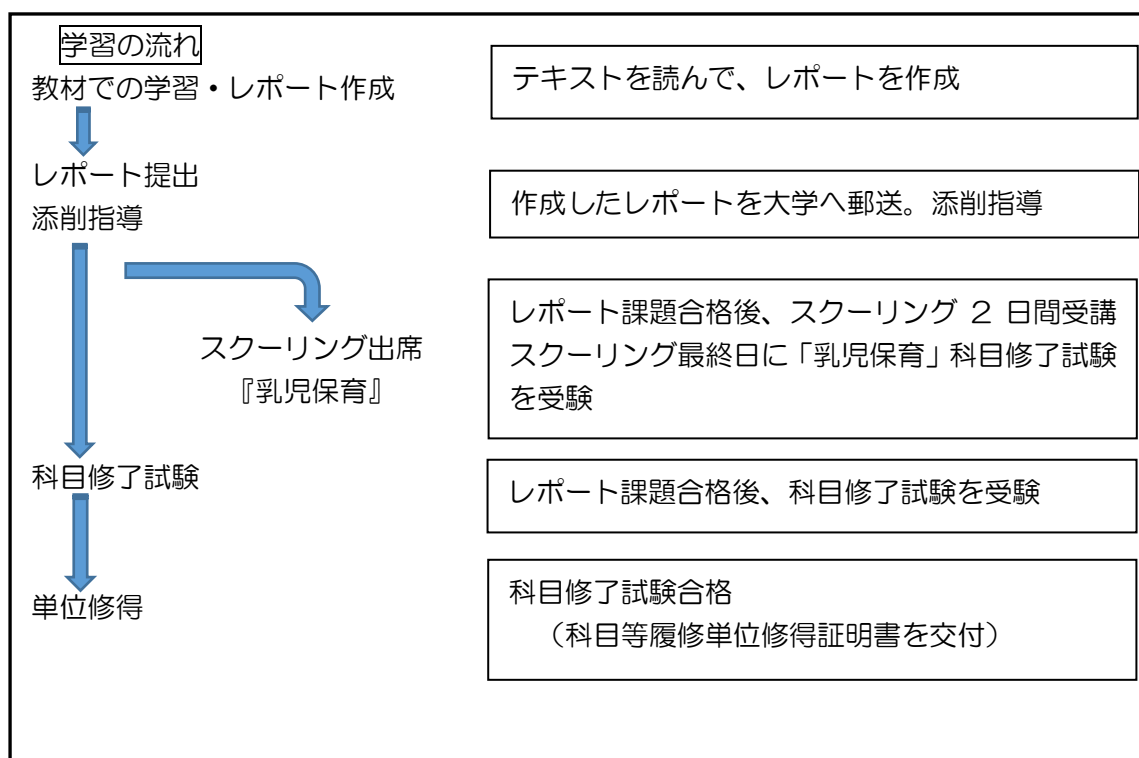 学習の流れ
教材での学習・レポート作成
テキストを読んで、レポートを作成
レポート提出
添削指導
作成したレポートを大学へ郵送。添削指導
スクーリング出席
『乳児保育』
レポート課題合格後、スクーリング 2 日間受講
スクーリング最終日に「乳児保育」科目修了試験
を受験
科目修了試験
レポート課題合格後、科目修了試験を受験
単位修得
科目修了試験合格
（科目等履修単位修得証明書を交付）